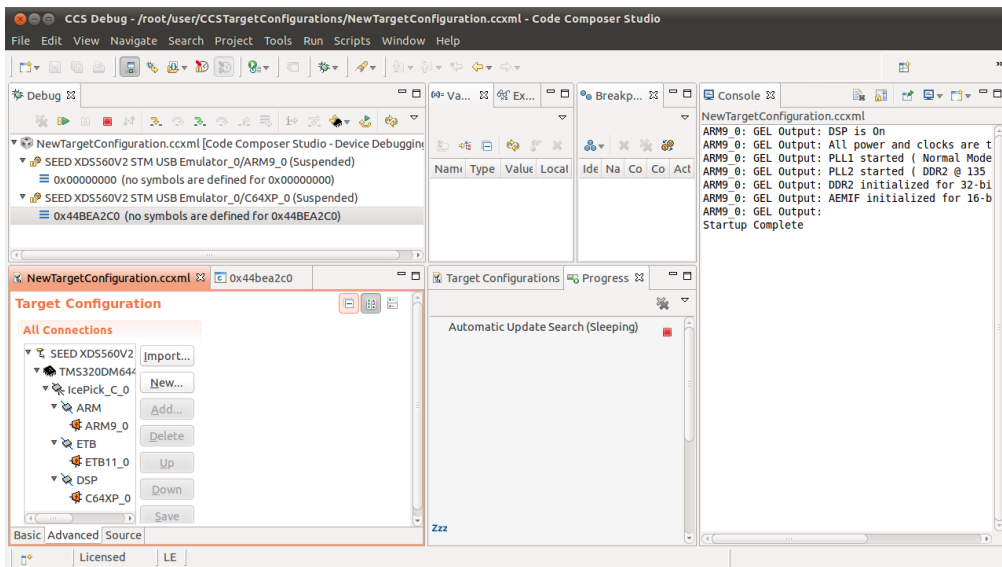 CCS Debug - /root/user/CCSTargetConfigurations/NewTargetConfiguration.ccxml - Code Composer Studio
File Edit View Navigate Search Project Tools Run Scripts Window Help
Debug
NewTargetConfiguration.ccxml [Code Composer Studio - Device Debugging
SEED XDS560V2 STM USB Emulator_0/ARM9_0 (Suspended)
0x00000000 (no symbols are defined for 0x00000000)
SEED XDS560V2 STM USB Emulator_0/C64XP_0 (Suspended)
0x44BEA2C0 (no symbols are defined for 0x44BEA2C0)
(x)= Va... Ex...
Name Type Value Locat
Breakp...
Ide Na Co Co Act
Console
NewTargetConfiguration.ccxml
ARM9_0: GEL Output: DSP is On
ARM9_0: GEL Output: All power and clocks are t
ARM9_0: GEL Output: PLL1 started ( Normal Mode
ARM9_0: GEL Output: PLL2 started ( DDR2 @ 135
ARM9_0: GEL Output: DDR2 initialized for 32-bi
ARM9_0: GEL Output: AEMIF initialized for 16-b
ARM9_0: GEL Output:
Startup Complete
NewTargetConfiguration.ccxml 0x44bea2c0
Target Configuration
All Connections
SEED XDS560V2
TMS320DM644
IcePick_C_0
ARM
ARM9_0
ETB
ETB11_0
DSP
C64XP_0
Import...
New...
Add...
Delete
Up
Down
Save
Basic Advanced Source
Target Configurations Progress
Automatic Update Search (Sleeping)
Zzz
Licensed LE